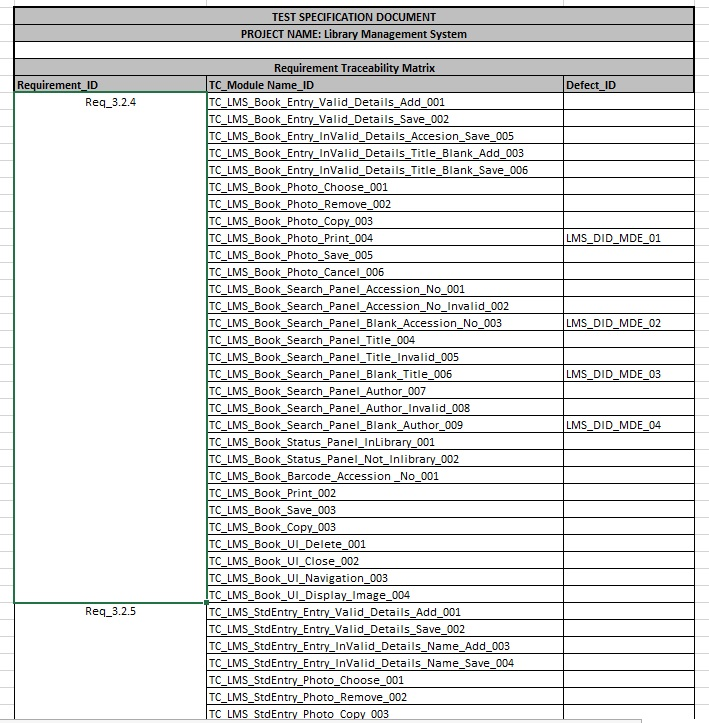 TEST SPECIFICATION DOCUMENT
PROJECT NAME: Library Management System
Requirement Traceability Matrix
Requirement_ID TC_Module Name_ID Defect_ID
Req_3.2.4 TC_LMS_Book_Entry_Valid_Details_Add_001
TC_LMS_Book_Entry_Valid_Details_Save_002
TC_LMS_Book_Entry_InValid_Details_Accesion_Save_005
TC_LMS_Book_Entry_InValid_Details_Title_Blank_Add_003
TC_LMS_Book_Entry_InValid_Details_Title_Blank_Save_006
TC_LMS_Book_Photo_Choose_001
TC_LMS_Book_Photo_Remove_002
TC_LMS_Book_Photo_Copy_003
TC_LMS_Book_Photo_Print_004 LMS_DID_MDE_01
TC_LMS_Book_Photo_Save_005
TC_LMS_Book_Photo_Cancel_006
TC_LMS_Book_Search_Panel_Accession_No_001
TC_LMS_Book_Search_Panel_Accession_No_Invalid_002
TC_LMS_Book_Search_Panel_Blank_Accession_No_003 LMS_DID_MDE_02
TC_LMS_Book_Search_Panel_Title_004
TC_LMS_Book_Search_Panel_Title_Invalid_005
TC_LMS_Book_Search_Panel_Blank_Title_006 LMS_DID_MDE_03
TC_LMS_Book_Search_Panel_Author_007
TC_LMS_Book_Search_Panel_Author_Invalid_008
TC_LMS_Book_Search_Panel_Blank_Author_009 LMS_DID_MDE_04
TC_LMS_Book_Status_Panel_InLibrary_001
TC_LMS_Book_Status_Panel_Not_Inlibrary_002
TC_LMS_Book_Barcode_Accession _No_001
TC_LMS_Book_Print_002
TC_LMS_Book_Save_003
TC_LMS_Book_Copy_003
TC_LMS_Book_UI_Delete_001
TC_LMS_Book_UI_Close_002
TC_LMS_Book_UI_Navigation_003
TC_LMS_Book_UI_Display_Image_004
Req_3.2.5 TC_LMS_StdEntry_Entry_Valid_Details_Add_001
TC_LMS_StdEntry_Entry_Valid_Details_Save_002
TC_LMS_StdEntry_Entry_InValid_Details_Name_Add_003
TC_LMS_StdEntry_Entry_InValid_Details_Name_Save_004
TC_LMS_StdEntry_Photo_Choose_001
TC_LMS_StdEntry_Photo_Remove_002
TC_LMS_StdEntry_Photo_Copy_003